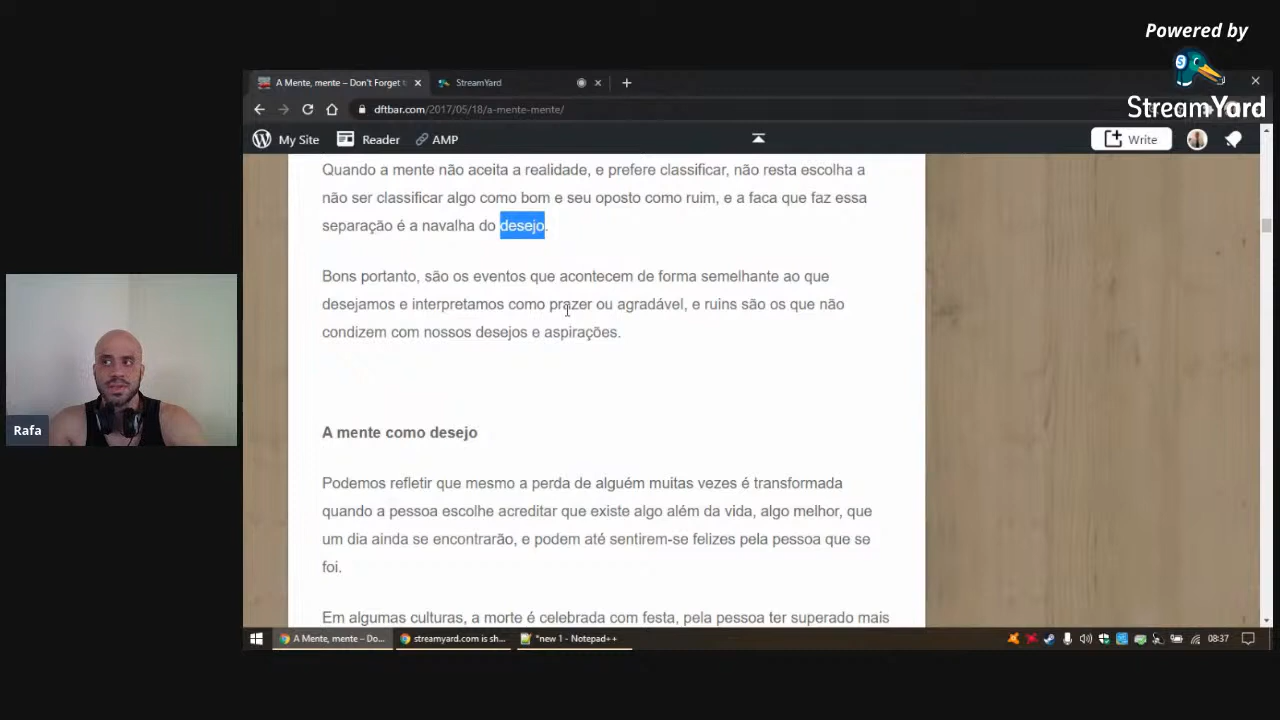 Powered by
StreamYard
A Mente, mente – Don't Forget
StreamYard
dftbar.com/2017/05/18/a-mente-mente/
My Site
Reader
AMP
Write
Quando a mente não aceita a realidade, e prefere classificar, não resta escolha a
não ser classificar algo como bom e seu oposto como ruim, e a faca que faz essa
separação é a navalha do desejo.
Bons portanto, são os eventos que acontecem de forma semelhante ao que
desejamos e interpretamos como prazer ou agradável, e ruins são os que não
condizem com nossos desejos e aspirações.
A mente como desejo
Podemos refletir que mesmo a perda de alguém muitas vezes é transformada
quando a pessoa escolhe acreditar que existe algo além da vida, algo melhor, que
um dia ainda se encontrarão, e podem até sentirem-se felizes pela pessoa que se
foi.
Em algumas culturas, a morte é celebrada com festa, pela pessoa ter superado mais
Rafa
A Mente, mente – Do...
streamyard.com is sh...
*new 1 - Notepad++
08:37